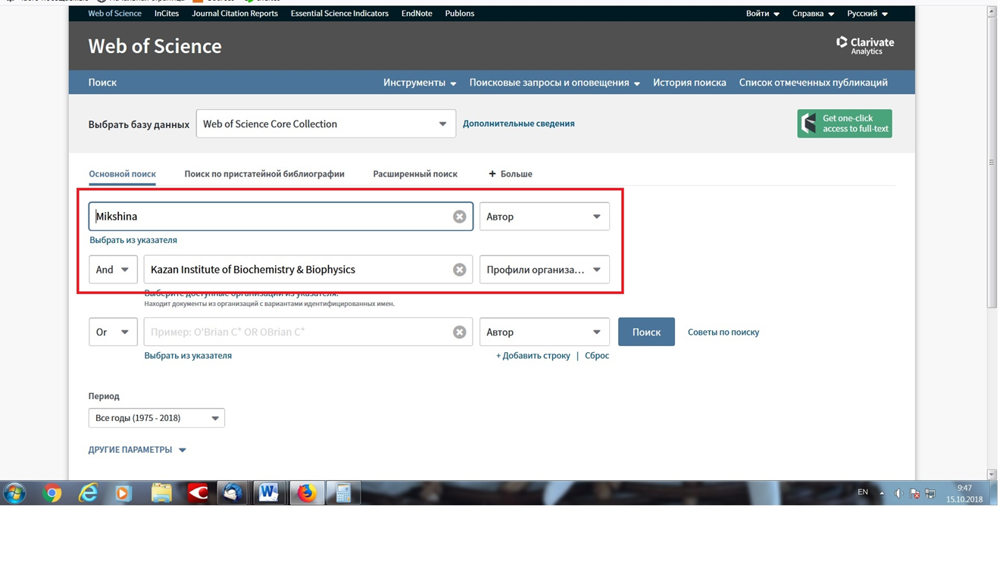 Web of Science InCites Journal Citation Reports Essential Science Indicators EndNote Publons Войти Справка Русский
Web of Science
Clarivate
Analytics
Поиск Инструменты Поисковые запросы и оповещения История поиска Список отмеченных публикаций
Выбрать базу данных Web of Science Core Collection Дополнительные сведения
Get one-click
access to full-text
Основной поиск Поиск по пристатейной библиографии Расширенный поиск + Больше
Mikshina Автор
Выбрать из указателя
And Kazan Institute of Biochemistry & Biophysics Профили организа...
Выберите доступные организации из указателя.
Находит документы из организаций с вариантами идентифицированных имен.
Or Пример: O'Brian C* OR OBrian C* Автор Поиск Советы по поиску
Выбрать из указателя + Добавить строку | Сброс
Период
Все годы (1975 - 2018)
ДРУГИЕ ПАРАМЕТРЫ
EN 9:47
15.10.2018